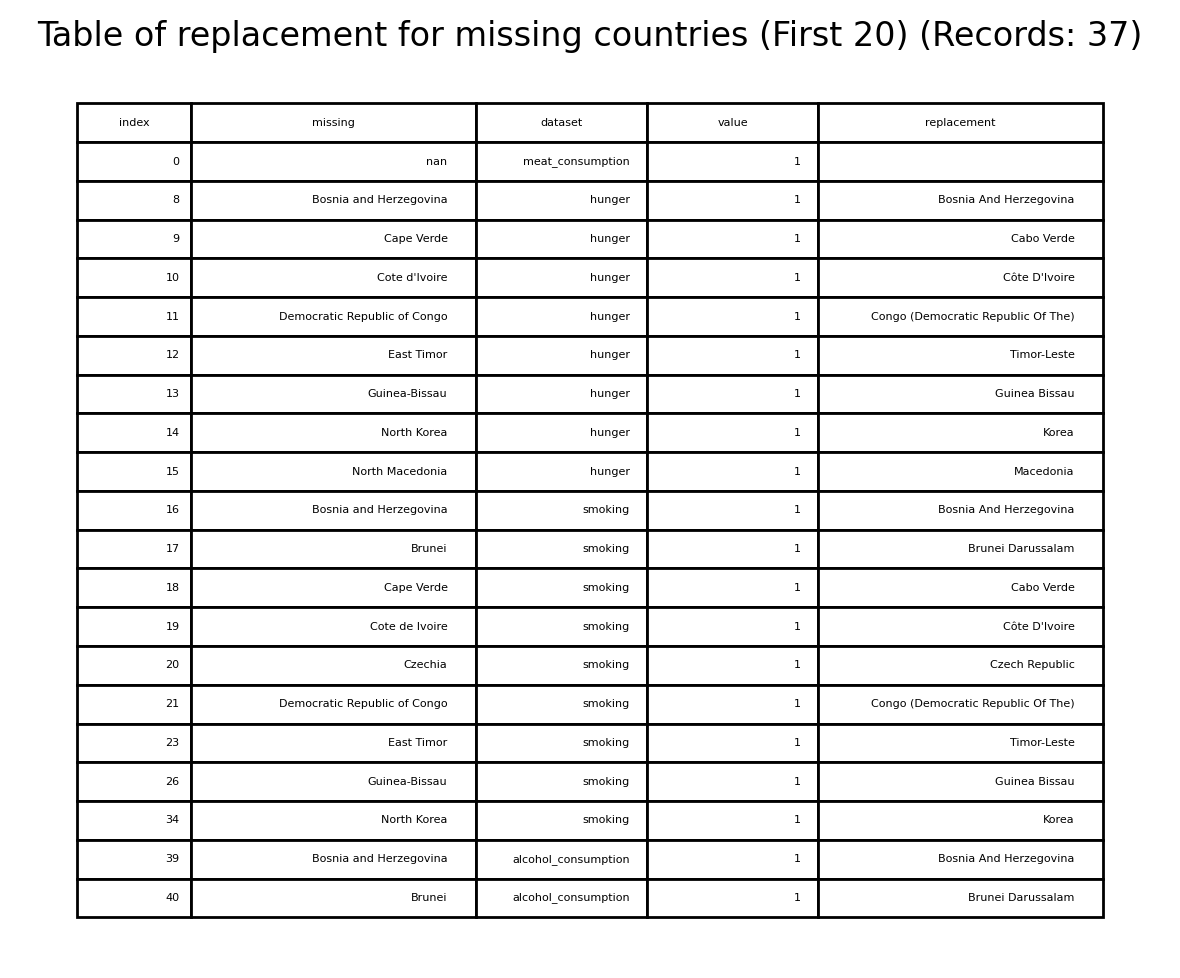 Table of replacement for missing countries (First 20) (Records: 37)
index missing dataset value replacement
0 nan meat_consumption 1
8 Bosnia and Herzegovina hunger 1 Bosnia And Herzegovina
9 Cape Verde hunger 1 Cabo Verde
10 Cote d'Ivoire hunger 1 Côte D'Ivoire
11 Democratic Republic of Congo hunger 1 Congo (Democratic Republic Of The)
12 East Timor hunger 1 Timor-Leste
13 Guinea-Bissau hunger 1 Guinea Bissau
14 North Korea hunger 1 Korea
15 North Macedonia hunger 1 Macedonia
16 Bosnia and Herzegovina smoking 1 Bosnia And Herzegovina
17 Brunei smoking 1 Brunei Darussalam
18 Cape Verde smoking 1 Cabo Verde
19 Cote de Ivoire smoking 1 Côte D'Ivoire
20 Czechia smoking 1 Czech Republic
21 Democratic Republic of Congo smoking 1 Congo (Democratic Republic Of The)
23 East Timor smoking 1 Timor-Leste
26 Guinea-Bissau smoking 1 Guinea Bissau
34 North Korea smoking 1 Korea
39 Bosnia and Herzegovina alcohol_consumption 1 Bosnia And Herzegovina
40 Brunei alcohol_consumption 1 Brunei Darussalam